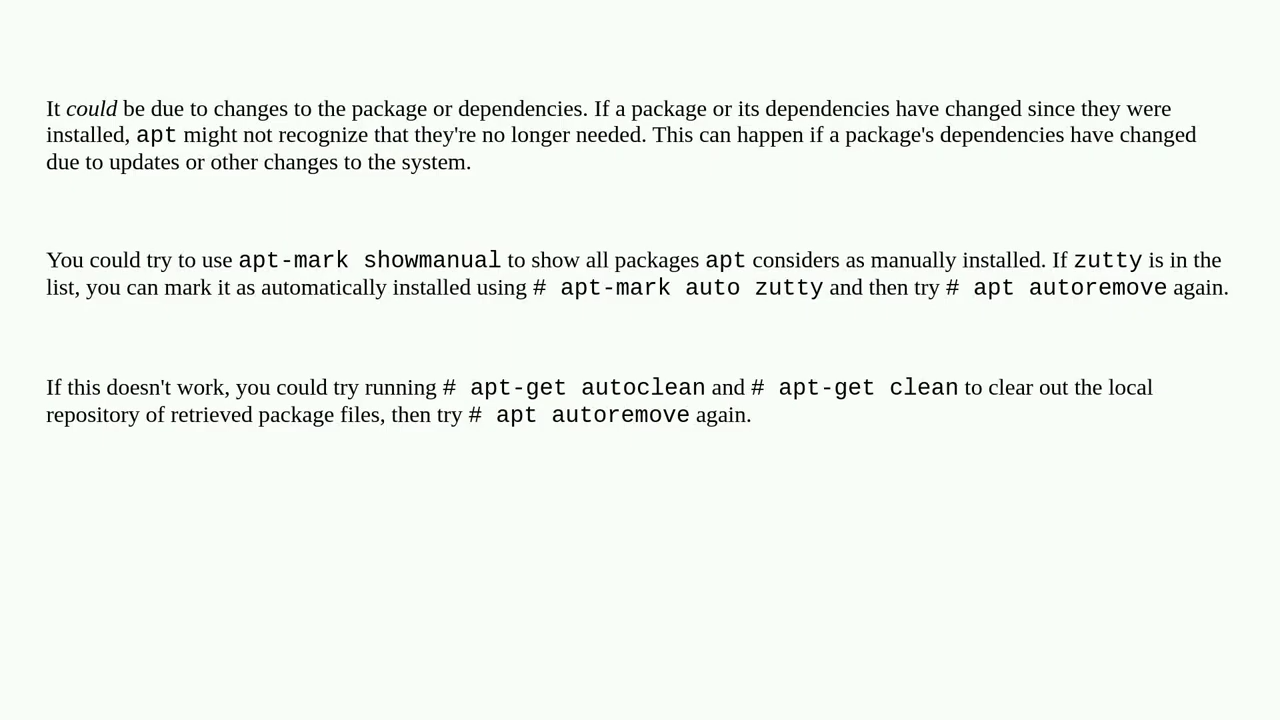 It could be due to changes to the package or dependencies. If a package or its dependencies have changed since they were
installed, apt might not recognize that they're no longer needed. This can happen if a package's dependencies have changed
due to updates or other changes to the system.
You could try to use apt-mark showmanual to show all packages apt considers as manually installed. If zutty is in the
list, you can mark it as automatically installed using # apt-mark auto zutty and then try # apt autoremove again.
If this doesn't work, you could try running # apt-get autoclean and # apt-get clean to clear out the local
repository of retrieved package files, then try # apt autoremove again.